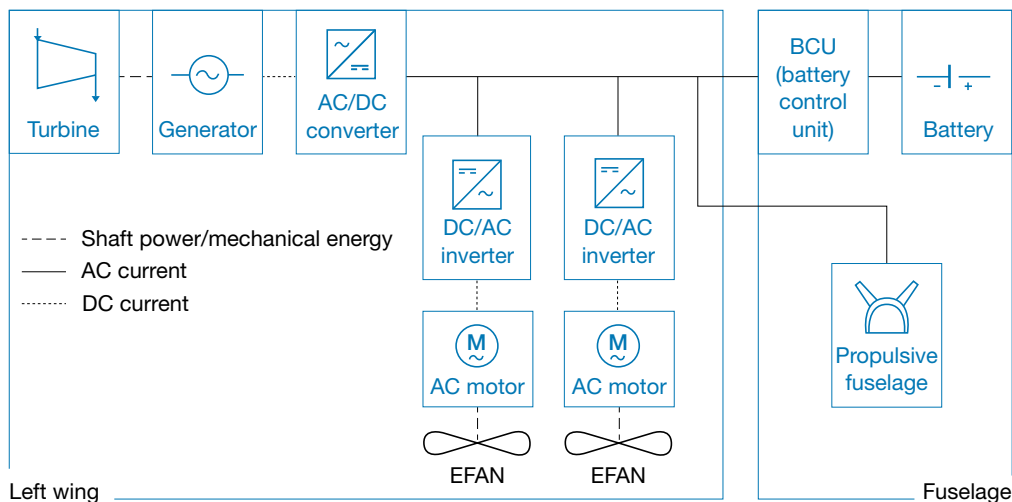 Turbine
Generator
AC/DC
converter
BCU
(battery
control
unit)
- +
Battery
DC/AC
inverter
DC/AC
inverter
Shaft power/mechanical energy
AC current
DC current
M
AC motor
M
AC motor
Propulsive
fuselage
EFAN
EFAN
Left wing
Fuselage